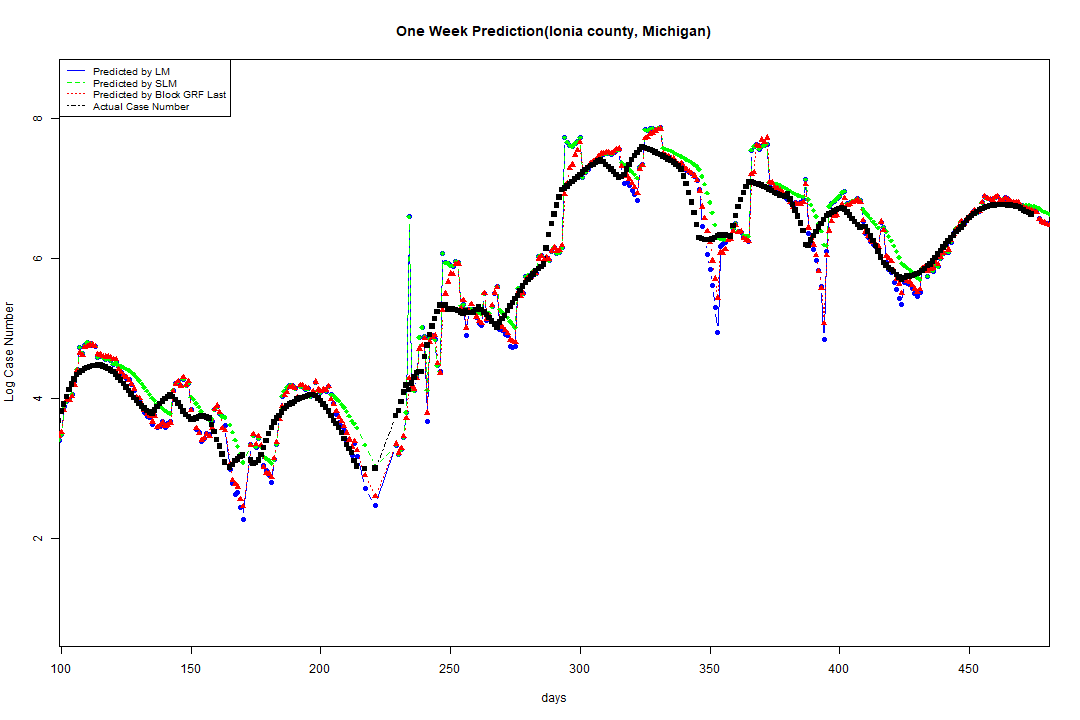 One Week Prediction(Ionia county, Michigan)
Predicted by LM
Predicted by SLM
Predicted by Block GRF Last
Actual Case Number
8
6
4
2
Log Case Number
100 150 200 250 300 350 400 450
days